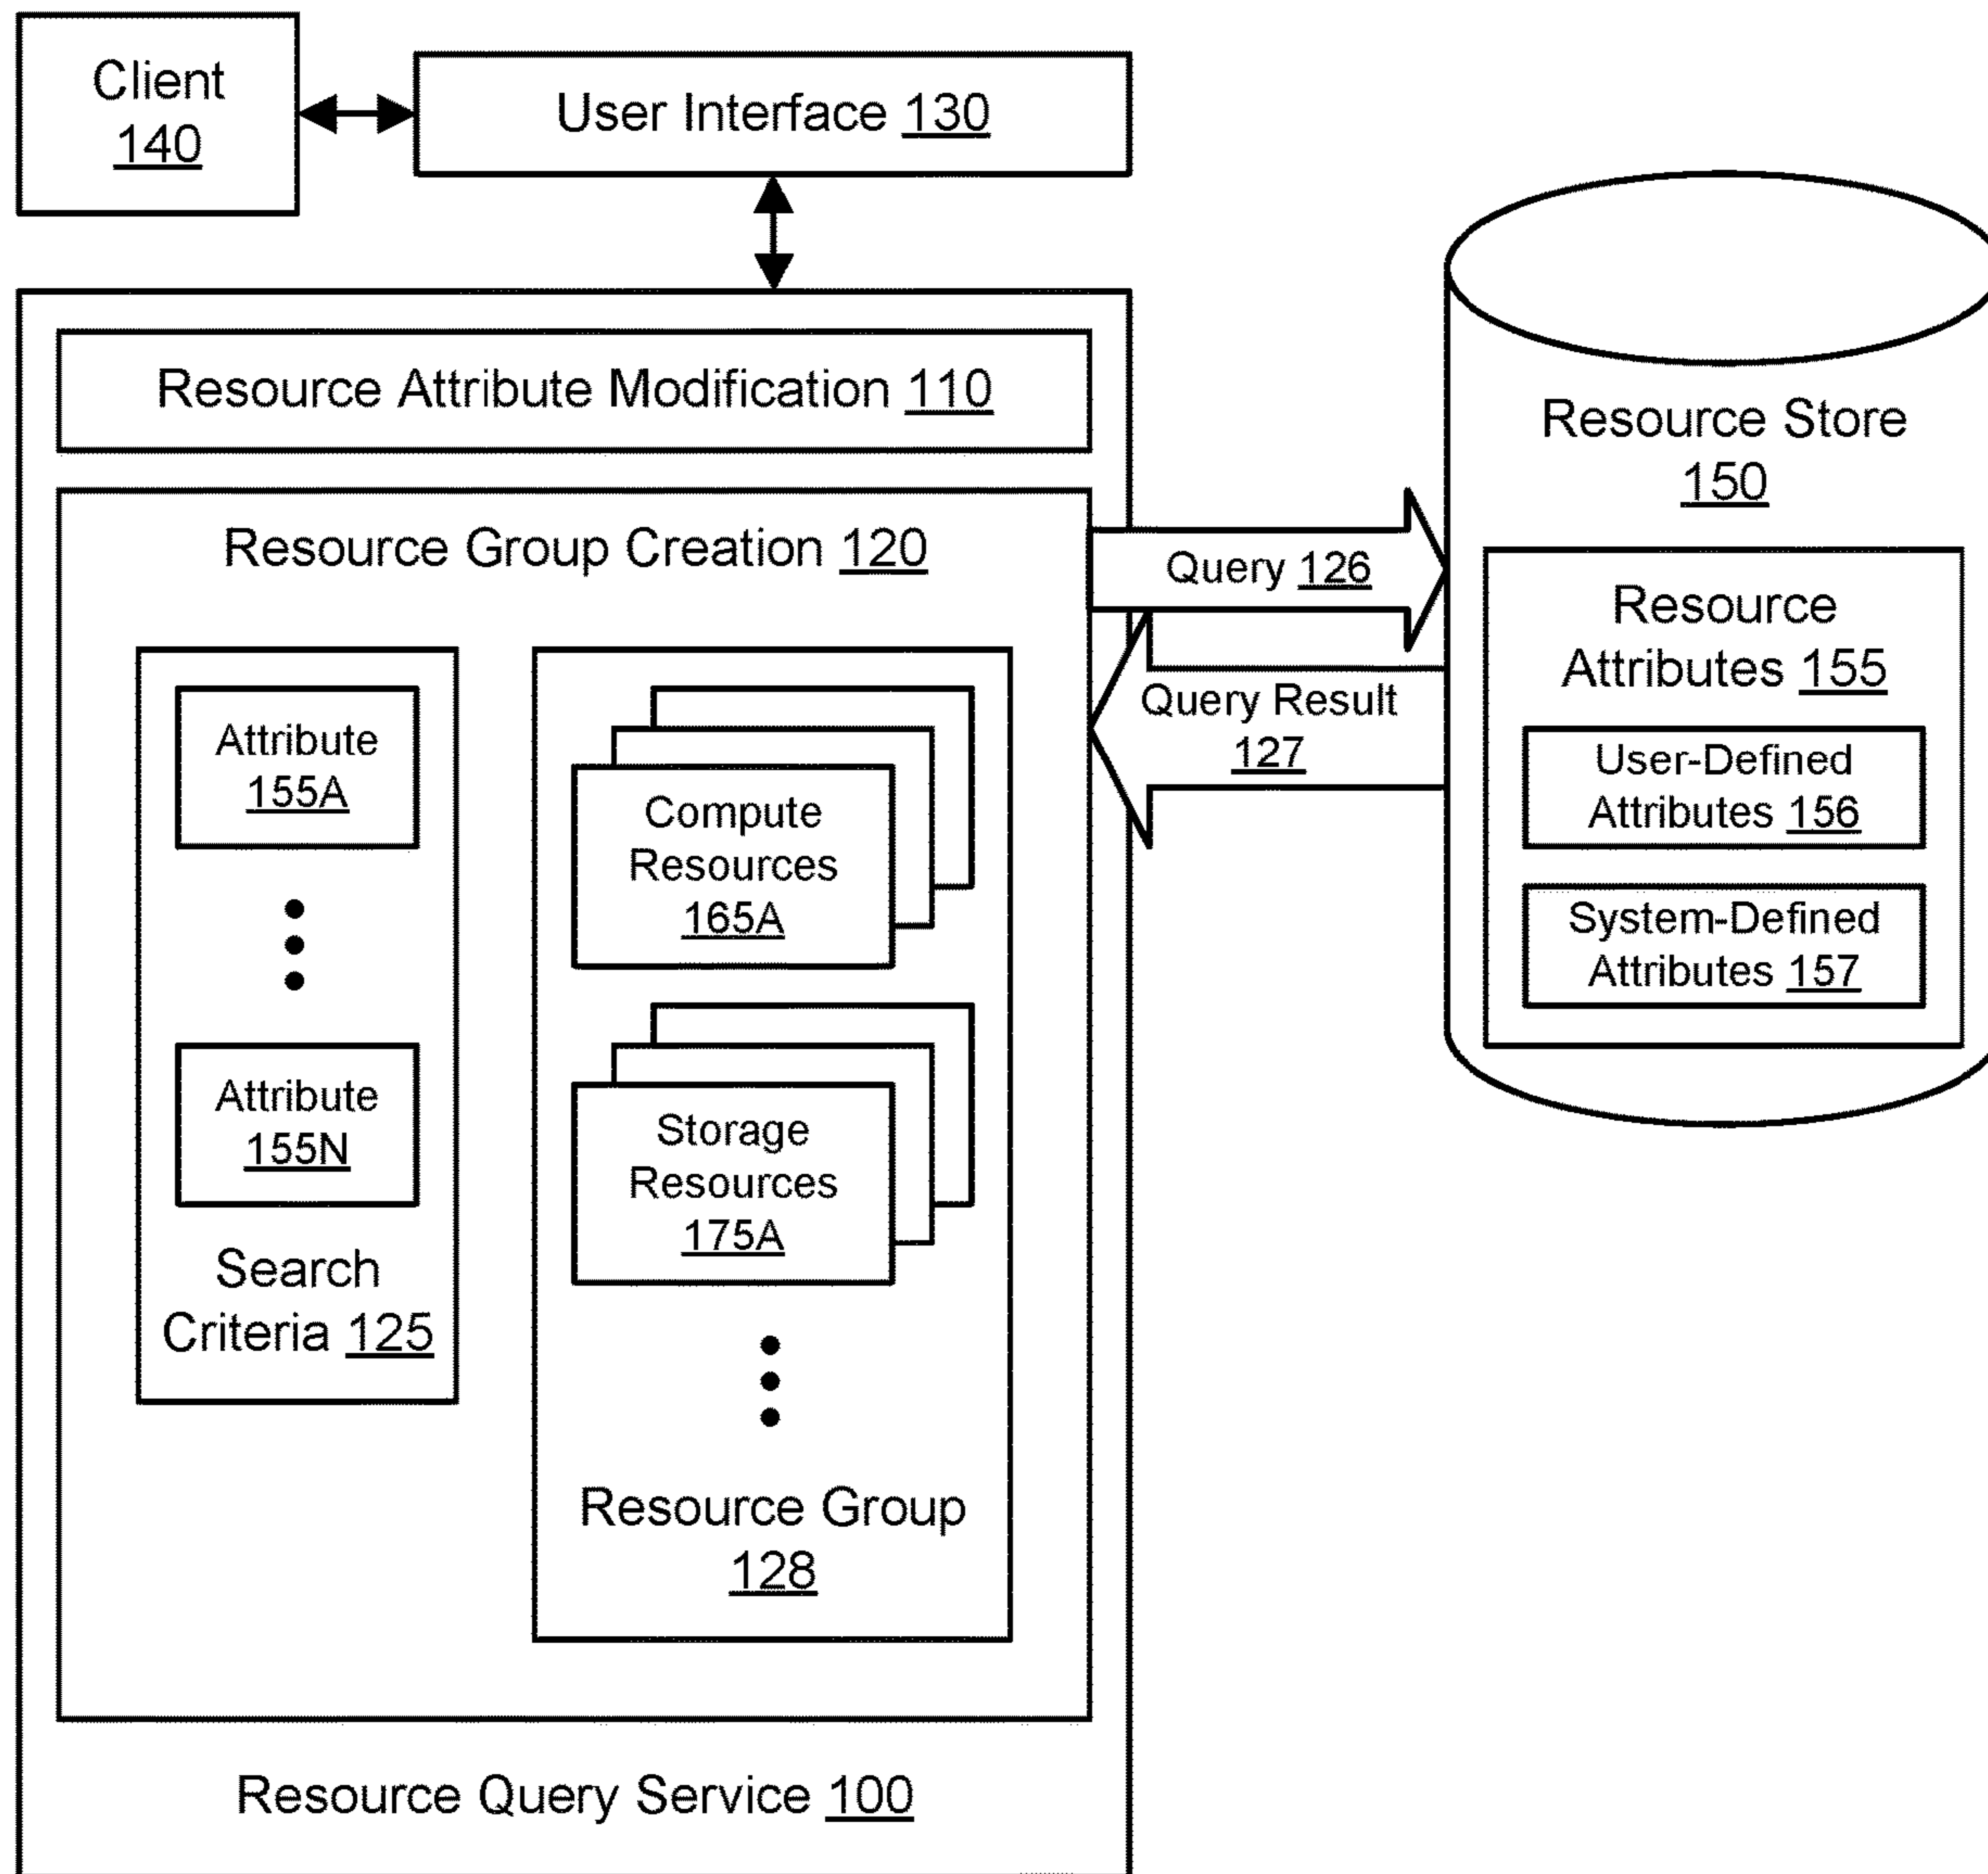 Client
140
User Interface 130
Resource Attribute Modification 110
Resource Group Creation 120
Attribute
155A
Attribute
155N
Search
Criteria 125
Compute
Resources
165A
Storage
Resources
175A
Resource Group
128
Resource Query Service 100
Query 126
Query Result
127
Resource Store
150
Resource
Attributes 155
User-Defined
Attributes 156
System-Defined
Attributes 157